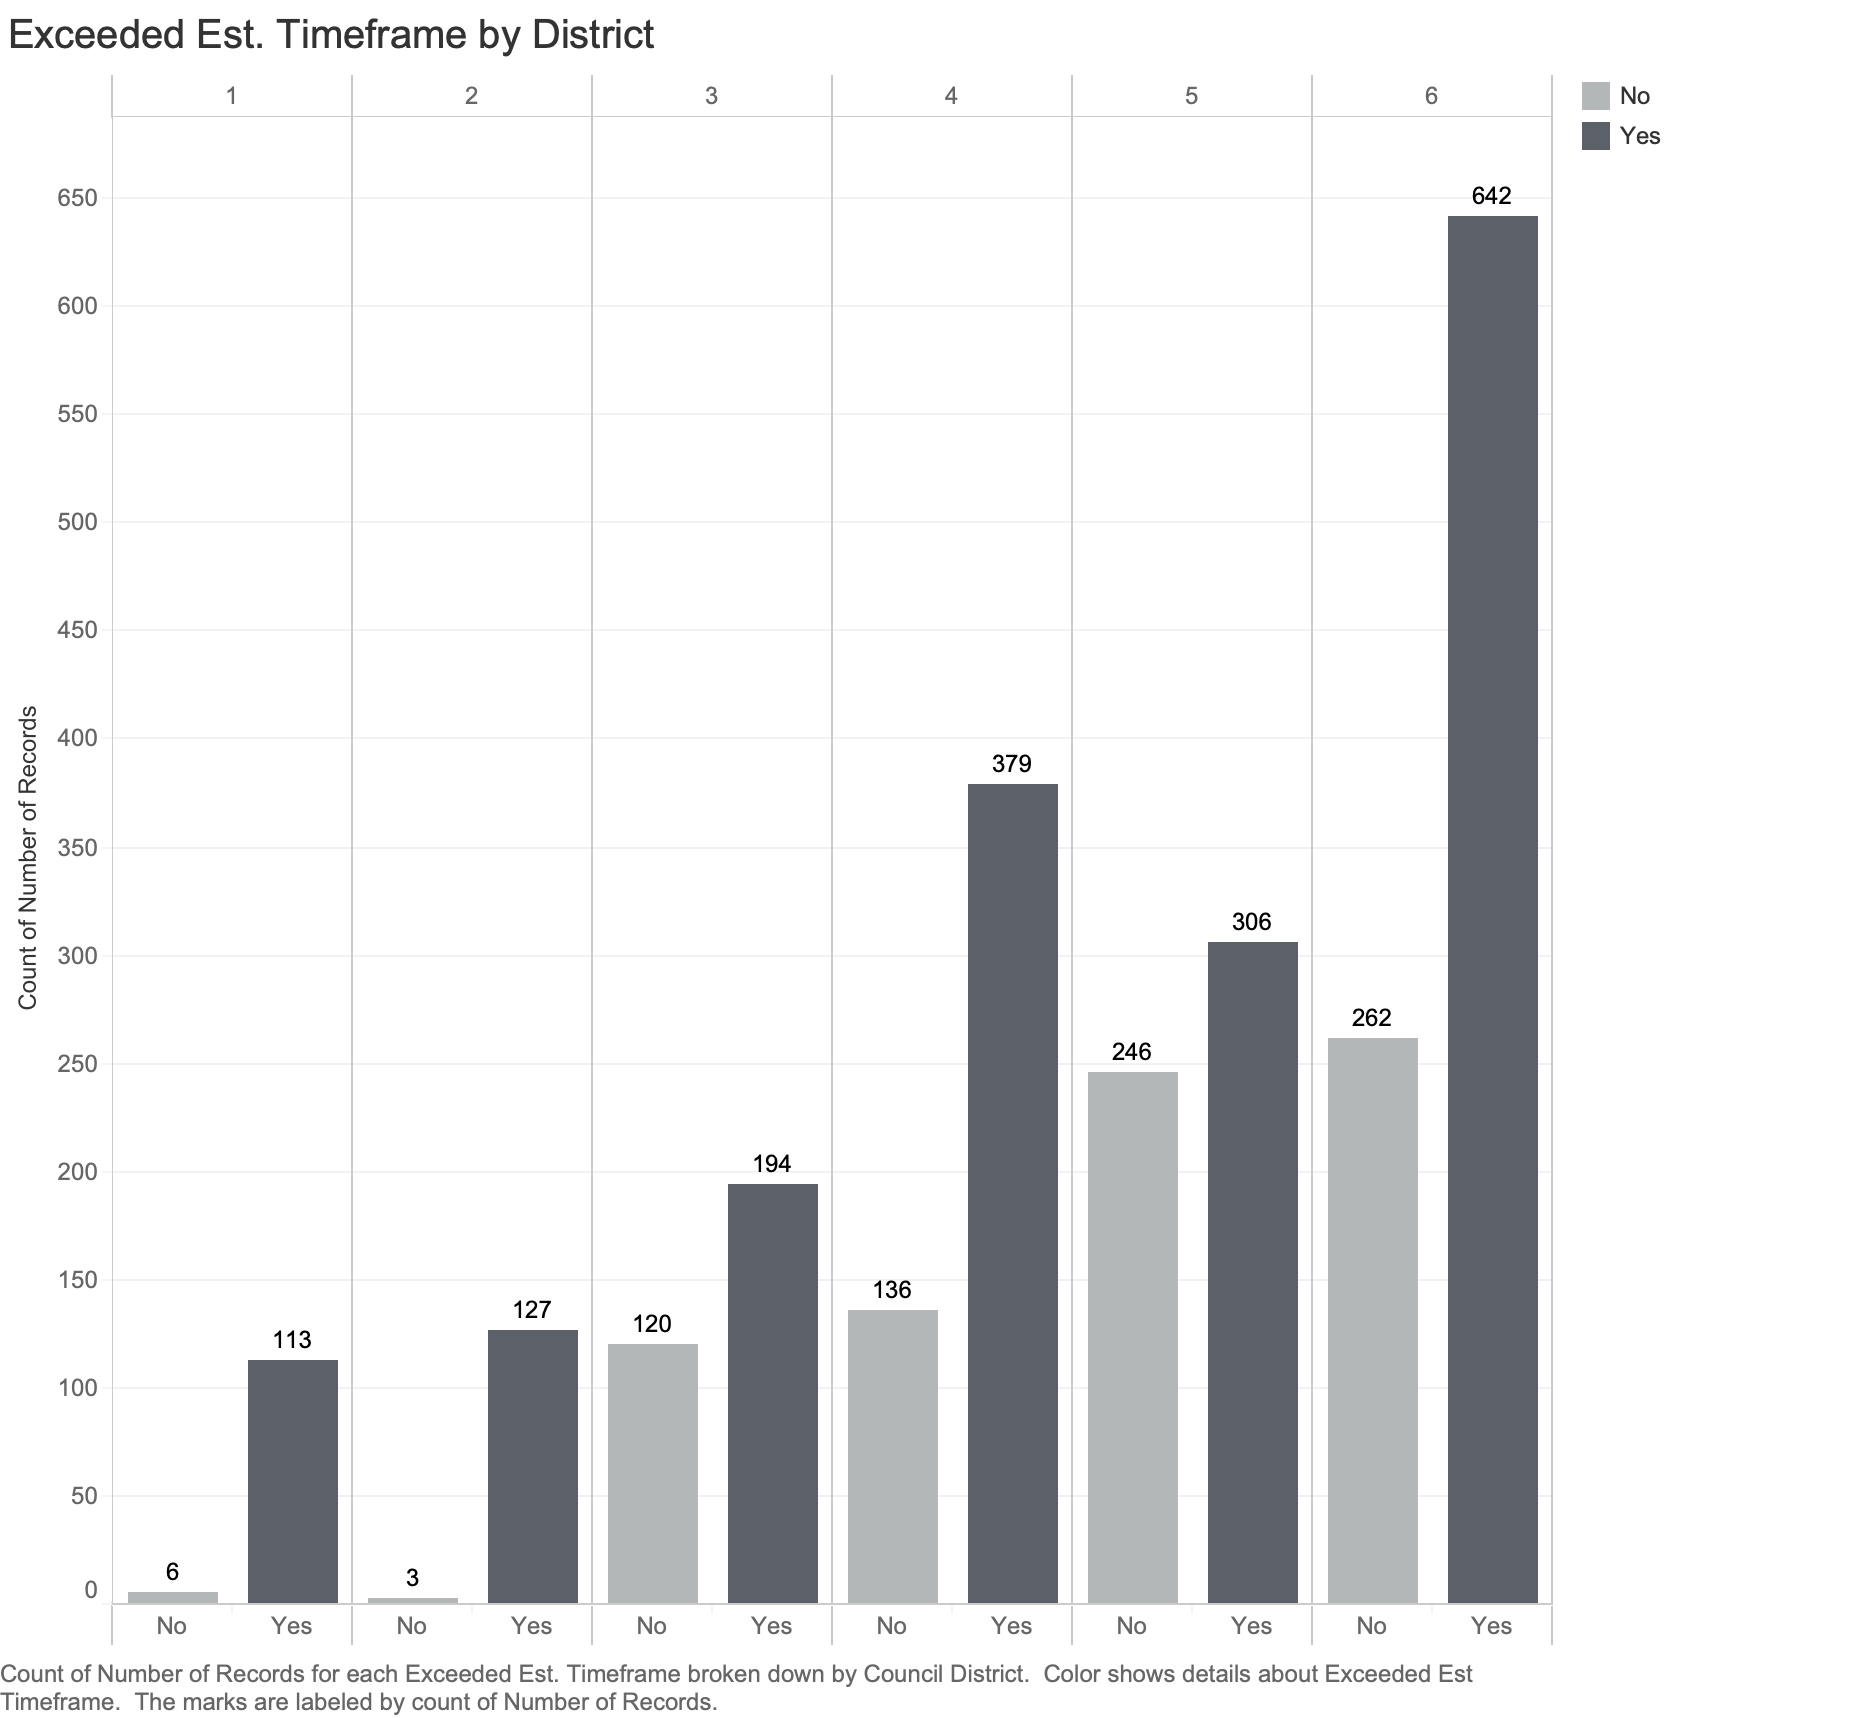 Exceeded Est. Timeframe by District
1 2 3 4 5 6
No
Yes
650
600
550
500
450
400
350
300
250
200
150
100
50
0
Count of Number of Records
6 113 3 127 120 194 136 379 246 306 262 642
No Yes No Yes No Yes No Yes No Yes No Yes
Count of Number of Records for each Exceeded Est. Timeframe broken down by Council District.  Color shows details about Exceeded Est
Timeframe.  The marks are labeled by count of Number of Records.